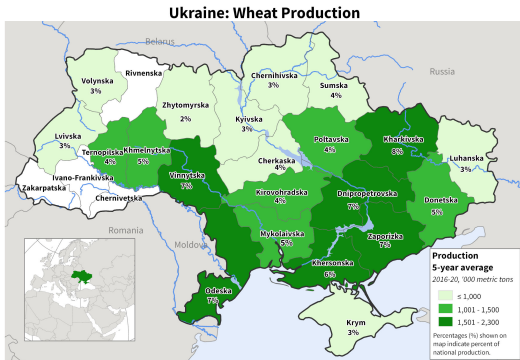 Ukraine: Wheat Production
Belarus
Russia
Volynska
3%
Rivnenska
Chernihivska
3%
Sumska
4%
Zhytomyrska
2%
Kyivska
3%
Lvivska
3%
Ternopilska
4%
Khmelnytska
5%
Poltavska
4%
Kharkivska
8%
Luhanska
3%
Cherkaska
4%
Vinnytska
7%
Ivano-Frankivska
Zakarpatska
Chernivetska
Kirovohradska
4%
Dnipropetrovska
7%
Donetska
5%
Romania
Moldova
Mykolaivska
5%
Zaporizka
7%
Khersonska
6%
Odeska
7%
Krym
3%
Production
5-year average
2016-20, '000 metric tons
≤ 1,000
1,001 - 1,500
1,501 - 2,300
Percentages (%) shown on
map indicate percent of
national production.